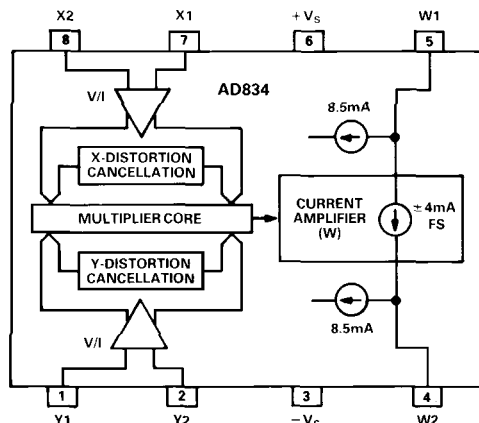 X2 X1 +VS W1
8 7 6 5
V/I AD834
8.5mA
X-DISTORTION
CANCELLATION
MULTIPLIER CORE
CURRENT
AMPLIFIER
(W)
±4mA
FS
Y-DISTORTION
CANCELLATION
8.5mA
V/I
1 2 3 4
Y1 Y2 −VS W2